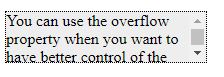 You can use the overflow
property when you want to
have better control of the